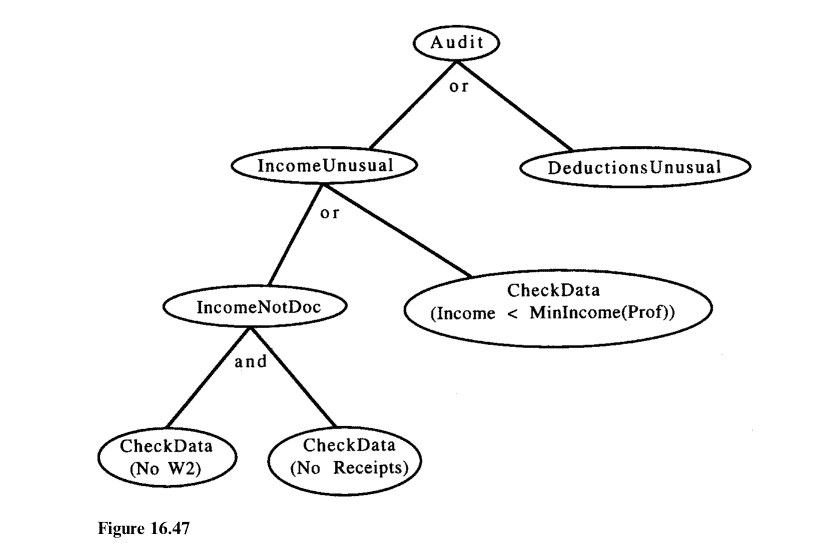 Audit
or
IncomeUnusual
DeductionsUnusual
or
IncomeNotDoc
CheckData
(Income < MinIncome(Prof))
and
CheckData
(No W2)
CheckData
(No Receipts)
Figure 16.47